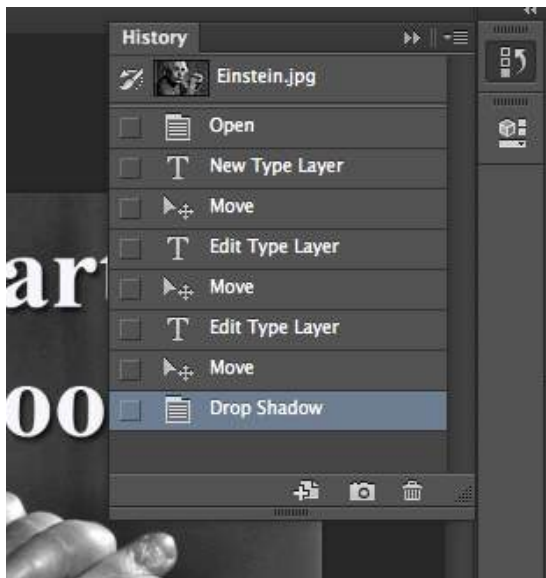 History
Einstein.jpg
Open
New Type Layer
Move
Edit Type Layer
Move
Edit Type Layer
Move
Drop Shadow
art
oo